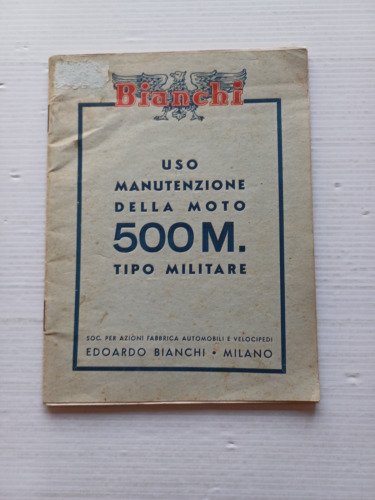 Bianchi
USO
MANUTENZIONE
DELLA MOTO
500 M.
TIPO MILITARE
SOC. PER AZIONI FABBRICA AUTOMOBILI E VELOCIPEDI
EDOARDO BIANCHI • MILANO